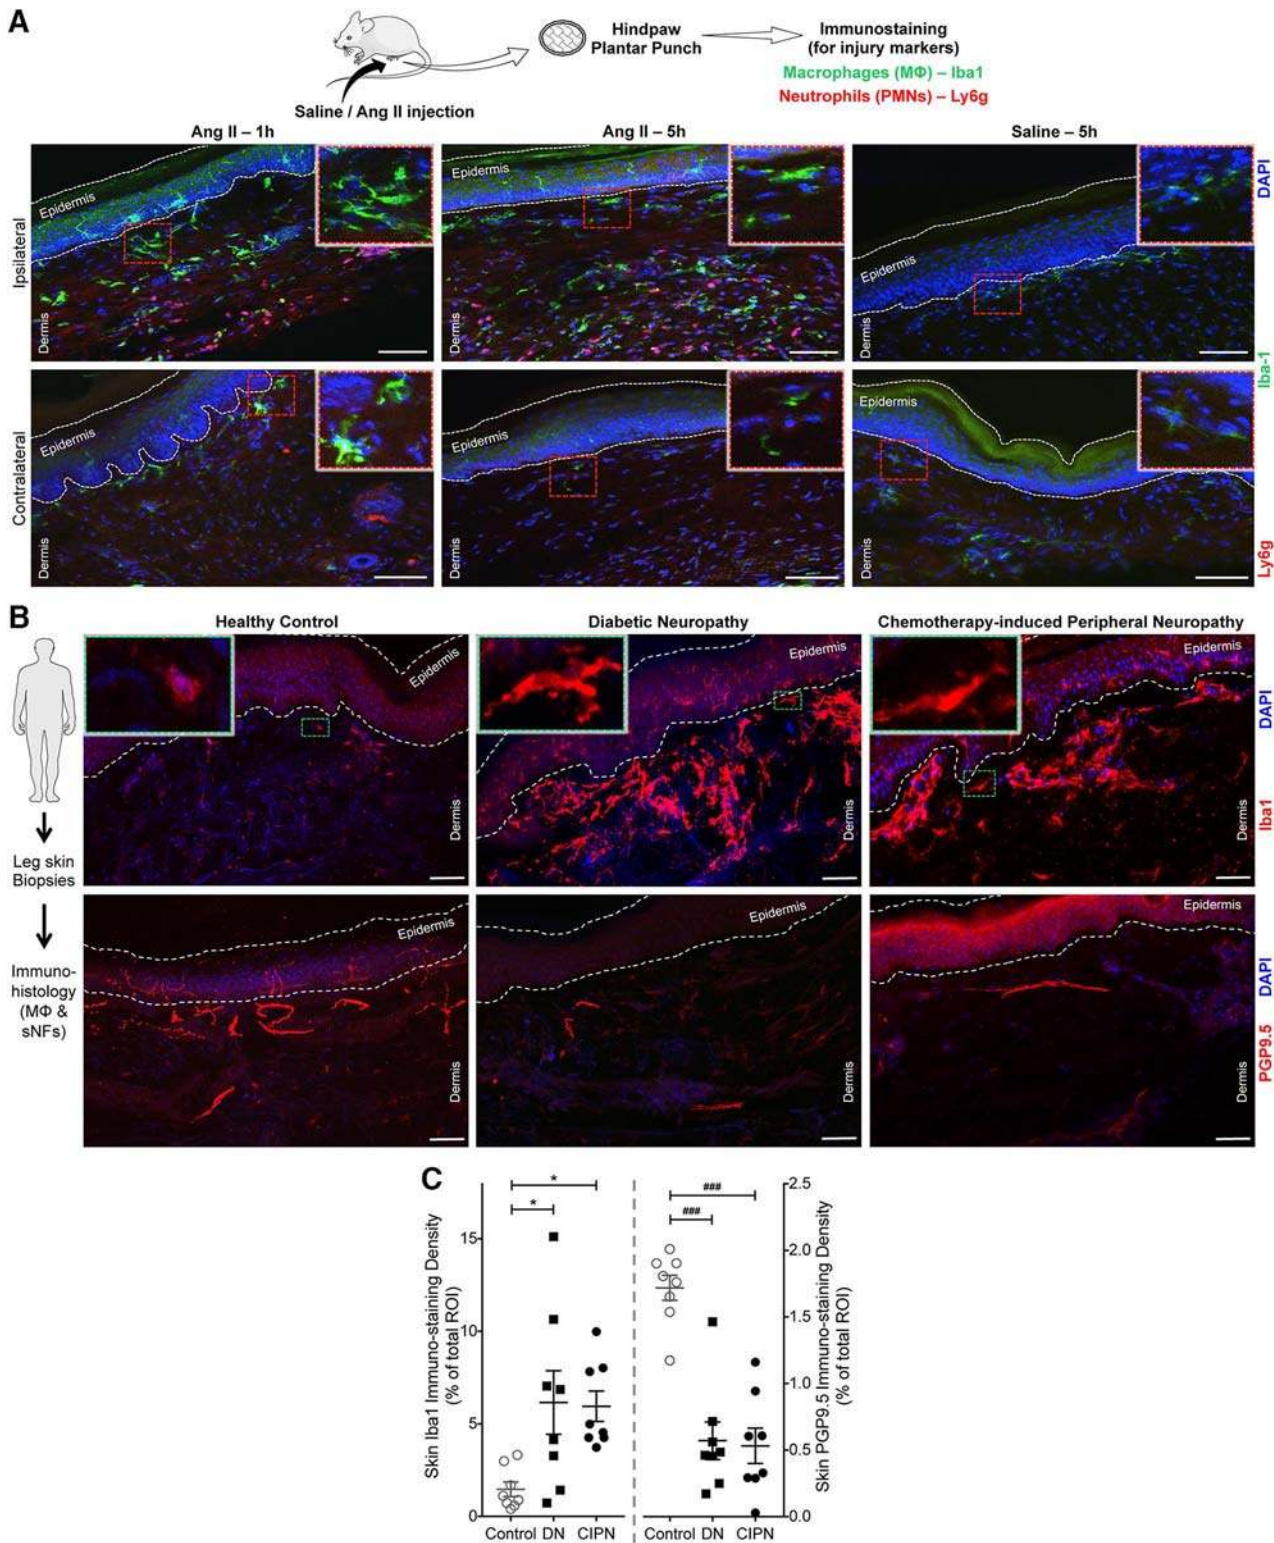 A
Hindpaw
Plantar Punch
Immunostaining
(for injury markers)
Macrophages (MΦ) – Iba1
Neutrophils (PMNs) – Ly6g
Saline / Ang II injection
Ang II – 1h
Ang II – 5h
Saline – 5h
Ipsilateral
Epidermis
Dermis
Epidermis
Dermis
Epidermis
Dermis
DAPI
Iba-1
Ly6g
Contralateral
Epidermis
Dermis
Epidermis
Dermis
Epidermis
Dermis
B
Healthy Control
Diabetic Neuropathy
Chemotherapy-induced Peripheral Neuropathy
Epidermis
Dermis
Epidermis
Dermis
Epidermis
Dermis
DAPI
Iba1
Leg skin
Biopsies
Immuno-
histology
(MΦ &
sNFs)
Epidermis
Dermis
Epidermis
Dermis
Epidermis
Dermis
DAPI
PGP9.5
C
Skin Iba1 Immuno-staining Density
(% of total ROI)
15
10
5
0
*
*
Control DN CIPN
###
###
Control DN CIPN
2.5
2.0
1.5
1.0
0.5
0.0
Skin PGP9.5 Immuno-staining Density
(% of total ROI)